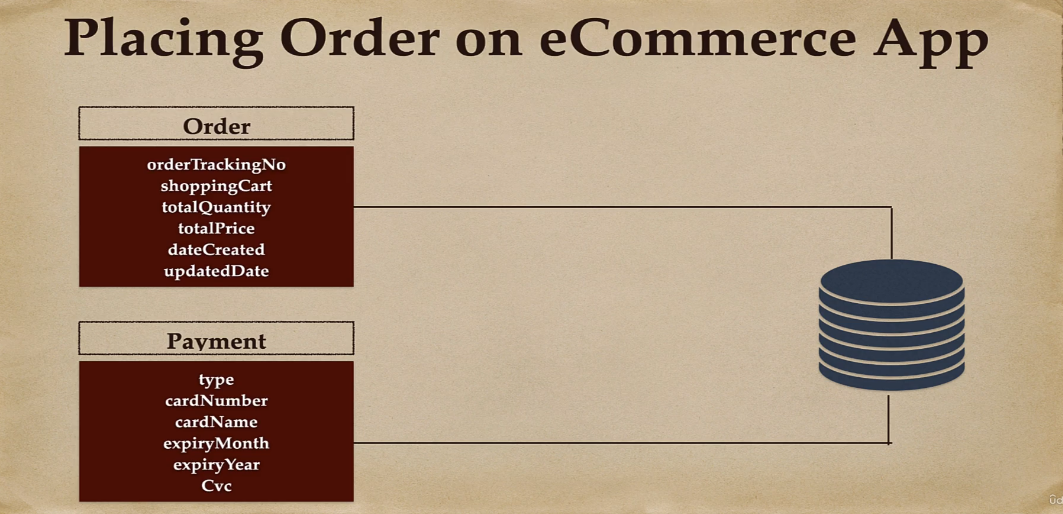 Placing Order on eCommerce App
Order
orderTrackingNo
shoppingCart
totalQuantity
totalPrice
dateCreated
updatedDate
Payment
type
cardNumber
cardName
expiryMonth
expiryYear
Cvc